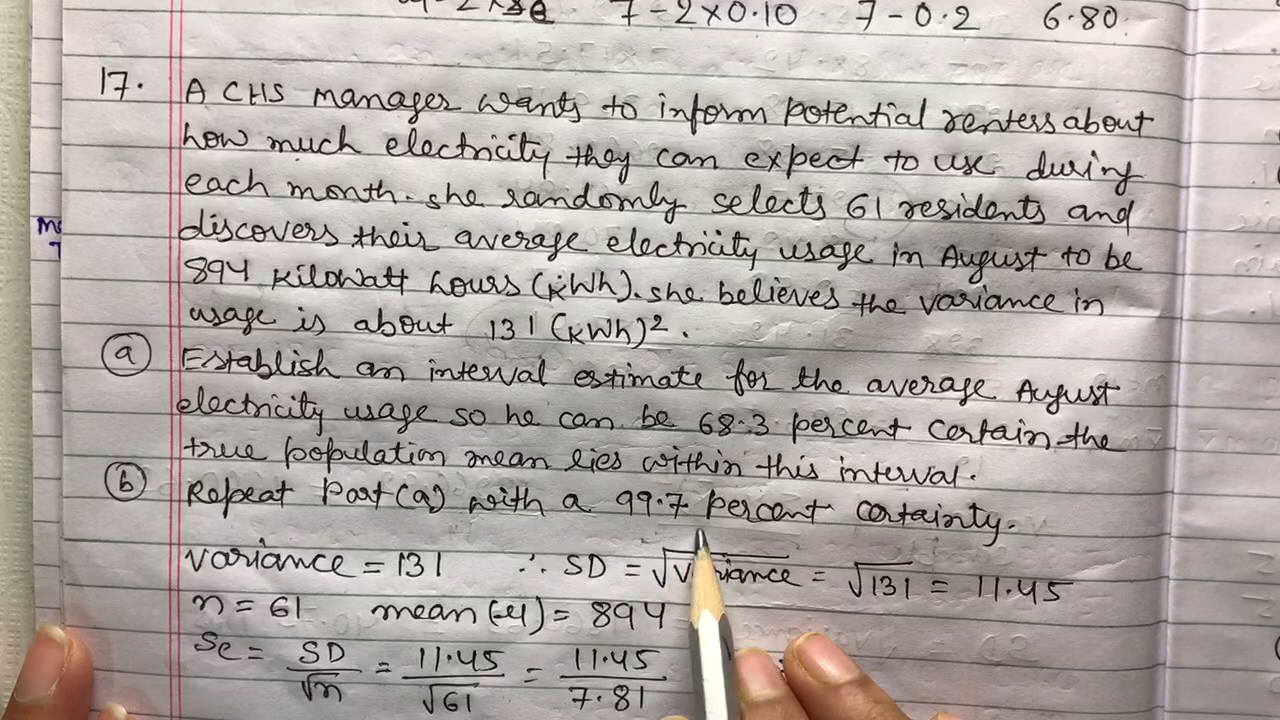 7-2×0.10 7-0.2 6.80
17. A CHS manager wants to inform potential renters about
how much electricity they can expect to use during
each month. she randomly selects 61 residents and
discovers their average electricity usage in August to be
894 kilowatt hours (kWh). she believes the variance in
usage is about 131 (kWh)².
(a) Establish an interval estimate for the average August
electricity usage so he can be 68.3 percent certain the
true population mean lies within this interval.
(b) Repeat Part (a) with a 99.7 percent certainty.
variance = 131 ∴ SD = √variance = √131 = 11.45
n = 61 mean = 894
Se = SD/√n = 11.45/√61 = 11.45/7.81